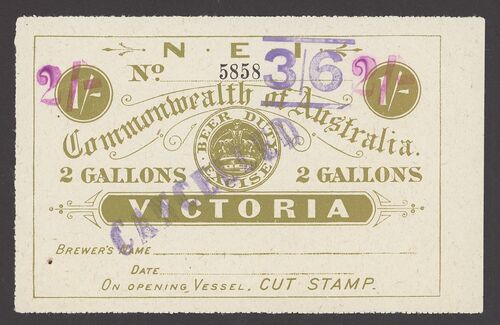 N.E.I.
2/- 1/- Nº 5858 3/6 2/- 1/-
Commonwealth of Australia.
BEER DUTY
EXCISE
2 GALLONS 2 GALLONS
CANCELLED
VICTORIA
BREWER'S NAME
DATE
ON OPENING VESSEL, CUT STAMP.